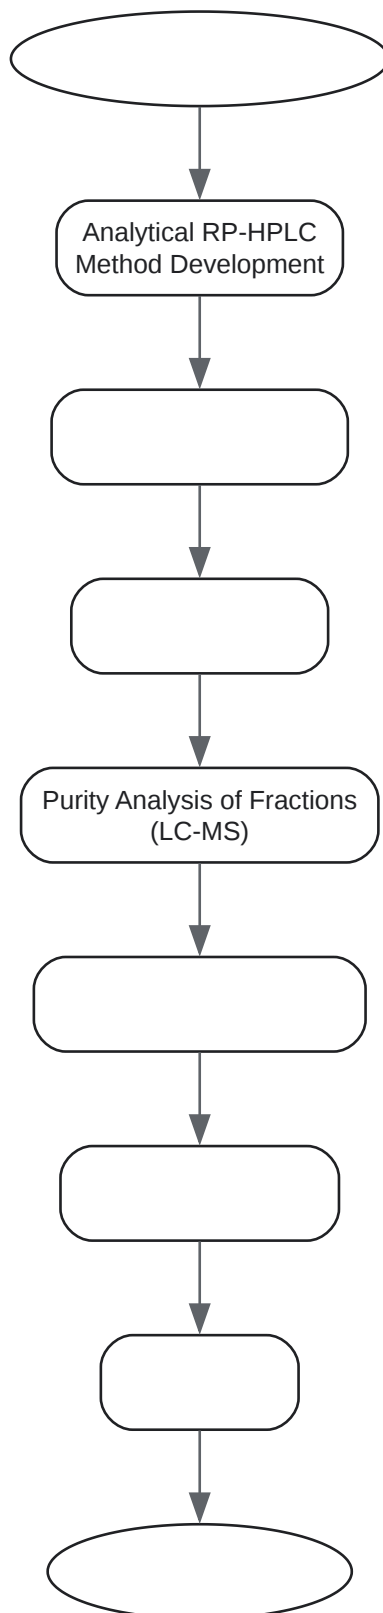 Analytical RP-HPLC
Method Development
Purity Analysis of Fractions
(LC-MS)